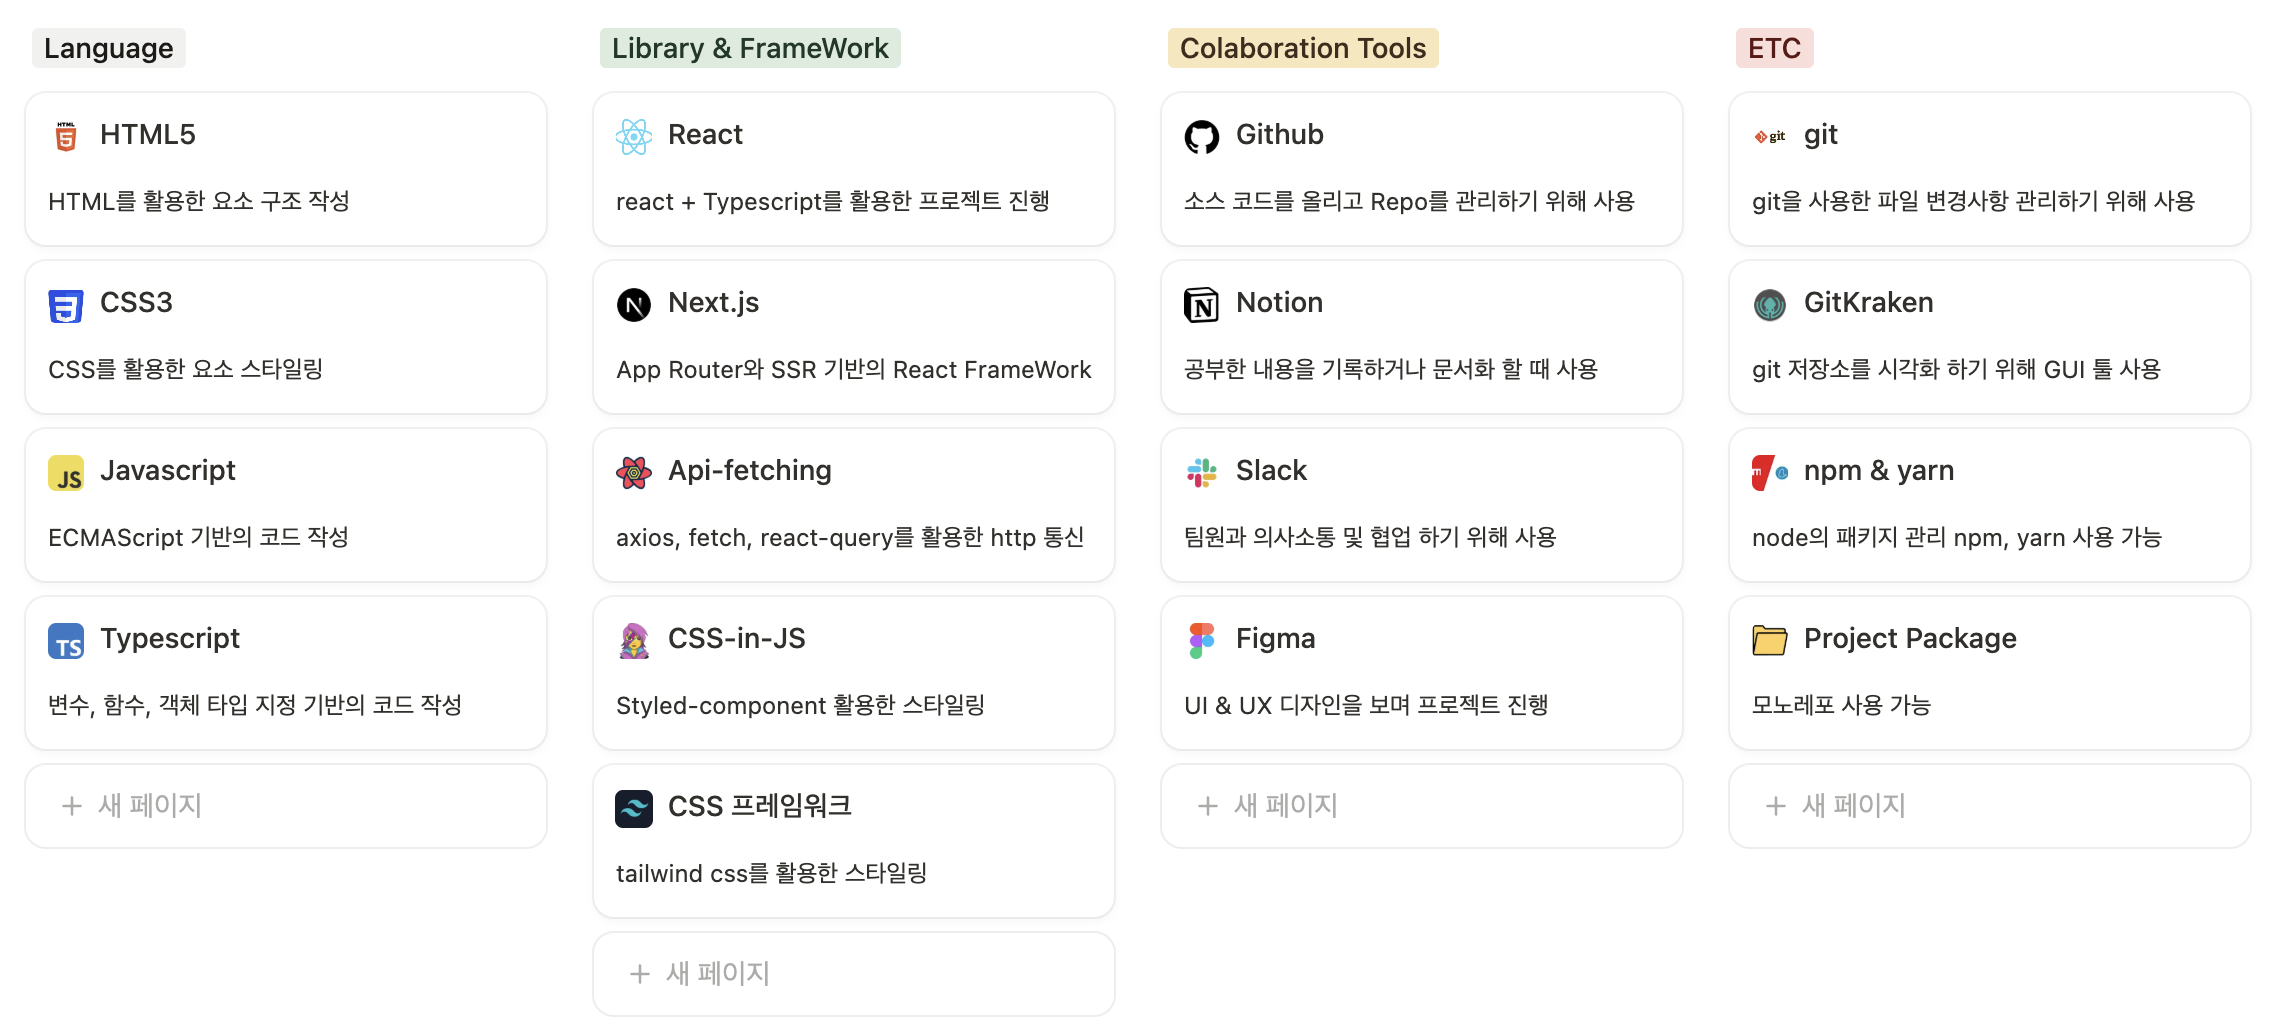 Language
HTML5
HTML를 활용한 요소 구조 작성
CSS3
CSS를 활용한 요소 스타일링
JS
Javascript
ECMAScript 기반의 코드 작성
TS
Typescript
변수, 함수, 객체 타입 지정 기반의 코드 작성
+ 새 페이지
Library & FrameWork
React
react + Typescript를 활용한 프로젝트 진행
Next.js
App Router와 SSR 기반의 React FrameWork
Api-fetching
axios, fetch, react-query를 활용한 http 통신
CSS-in-JS
Styled-component 활용한 스타일링
CSS 프레임워크
tailwind css를 활용한 스타일링
+ 새 페이지
Colaboration Tools
Github
소스 코드를 올리고 Repo를 관리하기 위해 사용
Notion
공부한 내용을 기록하거나 문서화 할 때 사용
Slack
팀원과 의사소통 및 협업 하기 위해 사용
Figma
UI & UX 디자인을 보며 프로젝트 진행
+ 새 페이지
ETC
git
git
git을 사용한 파일 변경사항 관리하기 위해 사용
GitKraken
git 저장소를 시각화 하기 위해 GUI 툴 사용
npm & yarn
node의 패키지 관리 npm, yarn 사용 가능
Project Package
모노레포 사용 가능
+ 새 페이지